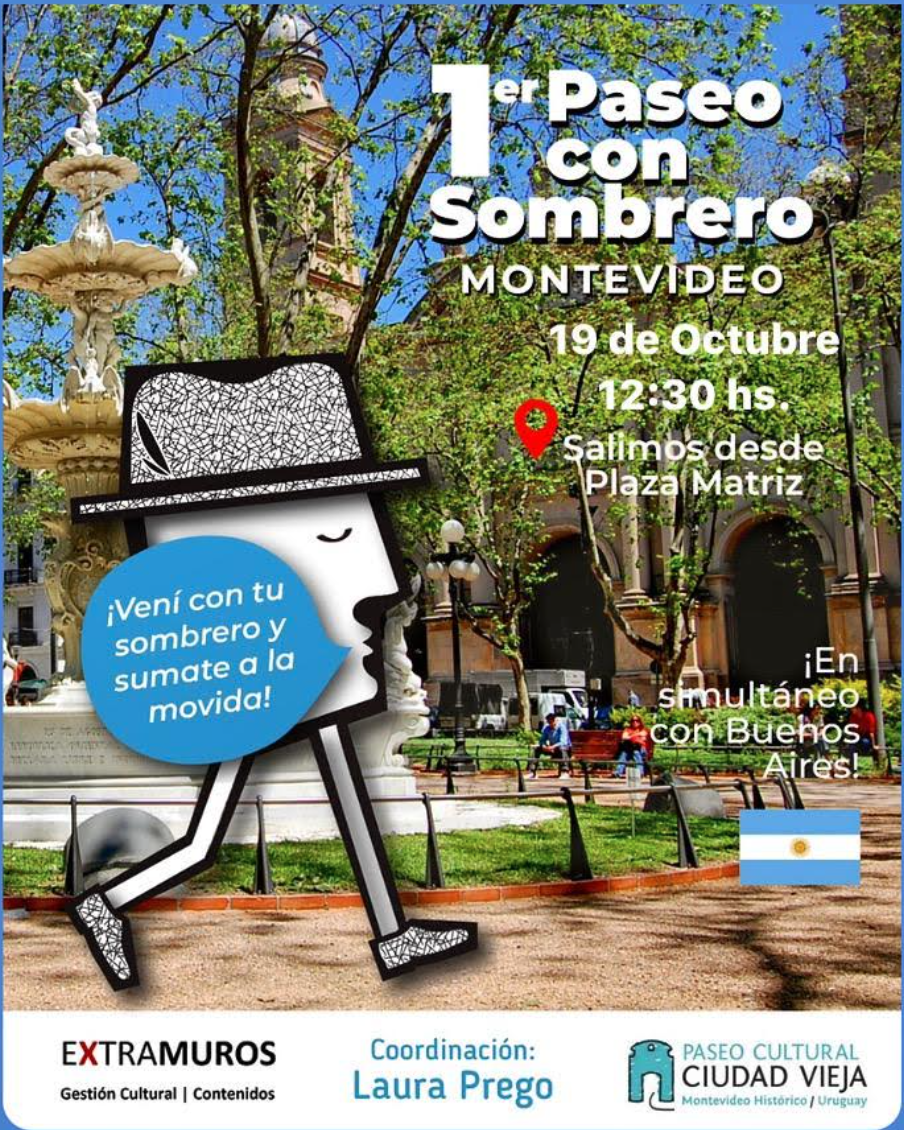 1er Paseo
con
Sombrero
MONTEVIDEO
19 de Octubre
12:30 hs.
Salimos desde
Plaza Matriz
¡Vení con tu
sombrero y
sumate a la
movida!
¡En
simultáneo
con Buenos
Aires!
EXTRAMUROS
Gestión Cultural | Contenidos
Coordinación:
Laura Prego
PASEO CULTURAL
CIUDAD VIEJA
Montevideo Histórico / Uruguay